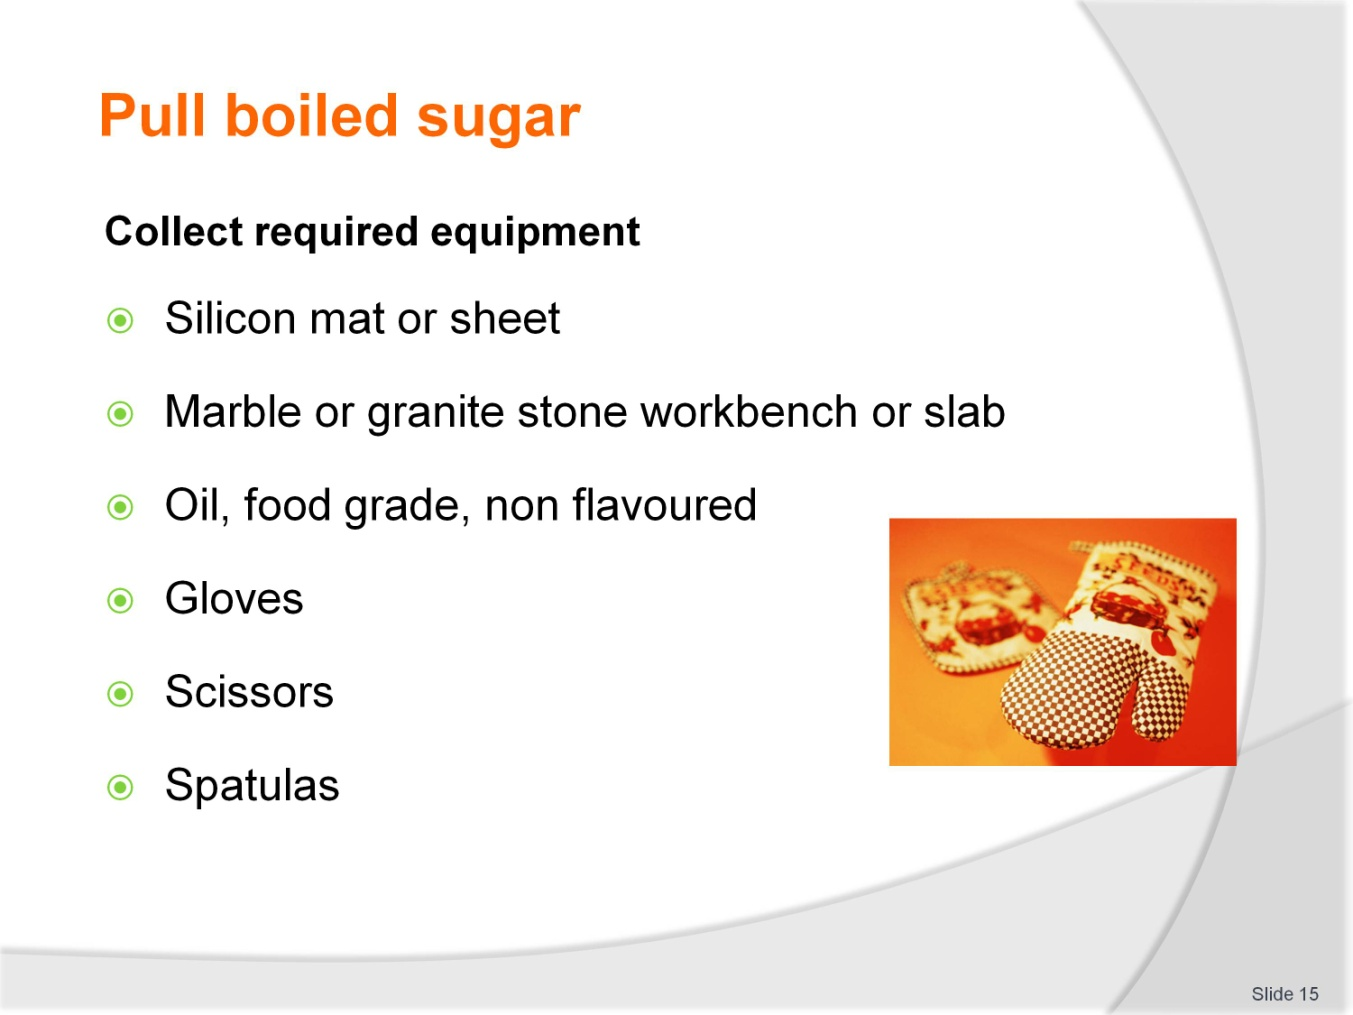 Pull boiled sugar
Collect required equipment
Silicon mat or sheet
Marble or granite stone workbench or slab
Oil, food grade, non flavoured
Gloves
Scissors
Spatulas
Slide 15